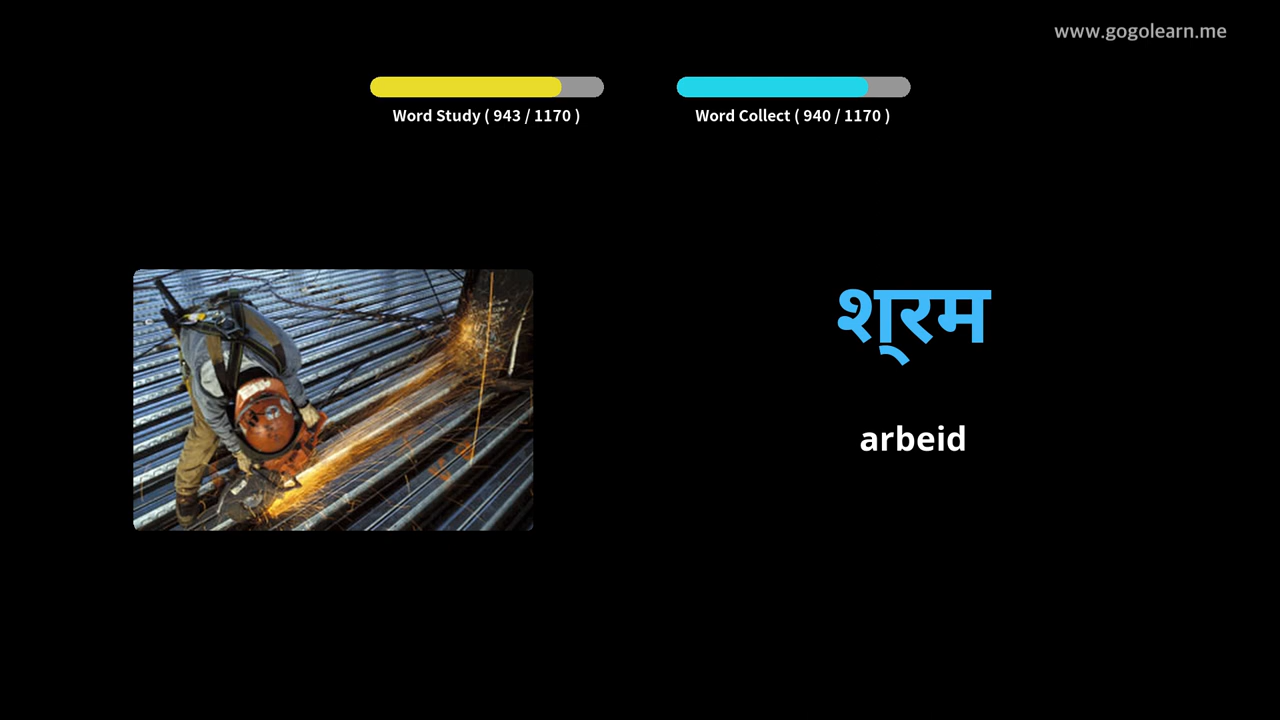 www.gogolearn.me
Word Study ( 943 / 1170 )
Word Collect ( 940 / 1170 )
श्रम
arbeid